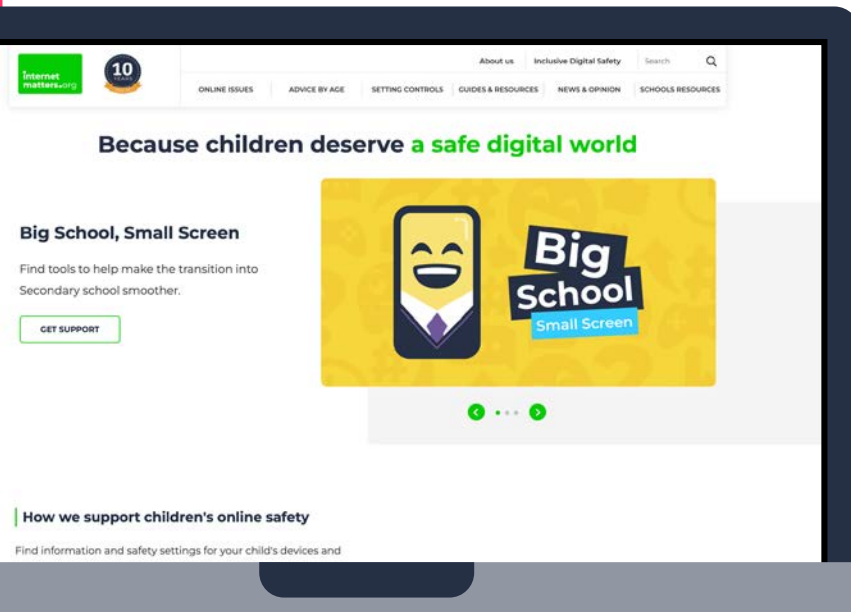 internet
matters.org
10
YEARS
About us
Inclusive Digital Safety
Search
ONLINE ISSUES
ADVICE BY AGE
SETTING CONTROLS
GUIDES & RESOURCES
NEWS & OPINION
SCHOOLS RESOURCES
Because children deserve a safe digital world
Big School, Small Screen
Find tools to help make the transition into
Secondary school smoother.
GET SUPPORT
Big
School
Small Screen
How we support children's online safety
Find information and safety settings for your child's devices and